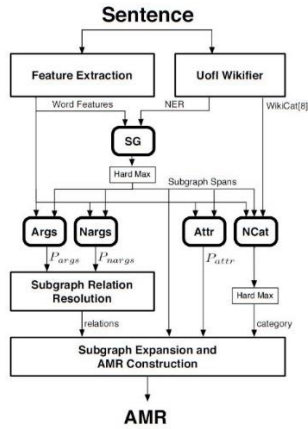 Sentence
Feature Extraction
UofI Wikifier
Word Features
NER
WikiCat[8]
SG
Hard Max
Subgraph Spans
Args
Nargs
Attr
NCat
P_args
P_nargs
P_attr
Subgraph Relation
Resolution
Hard Max
relations
category
Subgraph Expansion and
AMR Construction
AMR